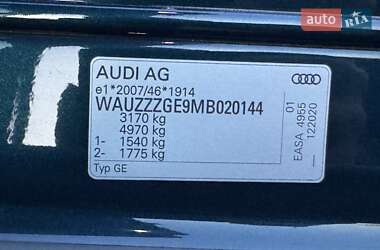 auto RIA
AUDI AG
e1*2007/46*1914
WAUZZZGE9MB020144
3170 kg
4970 kg
1- 1540 kg
2- 1775 kg
Typ GE
01
EASA 4955
122020